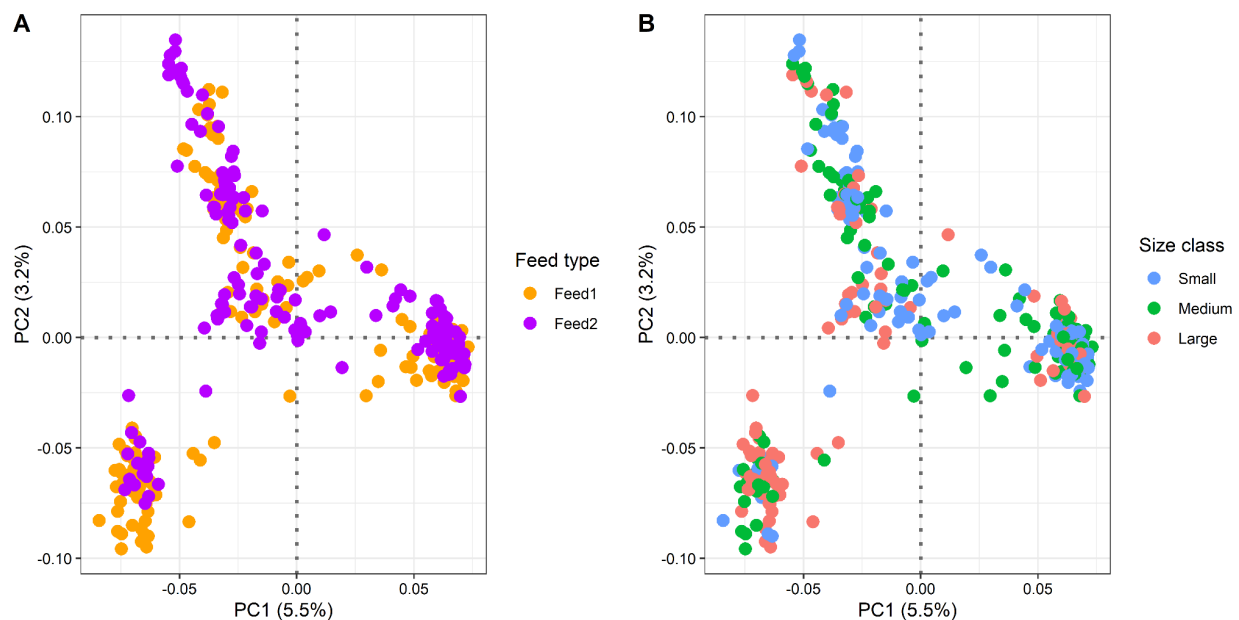 A
PC2 (3.2%)
0.10
0.05
0.00
-0.05
-0.10
-0.05
0.00
0.05
PC1 (5.5%)
Feed type
Feed1
Feed2
B
PC2 (3.2%)
0.10
0.05
0.00
-0.05
-0.10
-0.05
0.00
0.05
PC1 (5.5%)
Size class
Small
Medium
Large